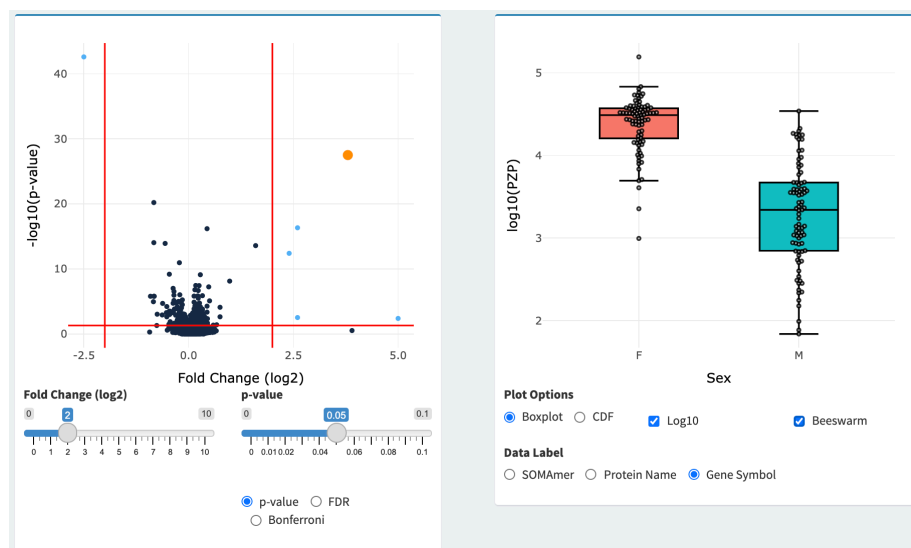 40
30
20
10
0
-log10(p-value)
-2.5 0.0 2.5 5.0
Fold Change (log2)
Fold Change (log2)
0 2 10
0 1 2 3 4 5 6 7 8 9 10
p-value
0 0.05 0.1
0 0.01 0.02 0.04 0.06 0.08 0.1
p-value FDR
Bonferroni
5
4
3
2
log10(PZP)
F M
Sex
Plot Options
Boxplot CDF Log10 Beeswarm
Data Label
SOMAmer Protein Name Gene Symbol